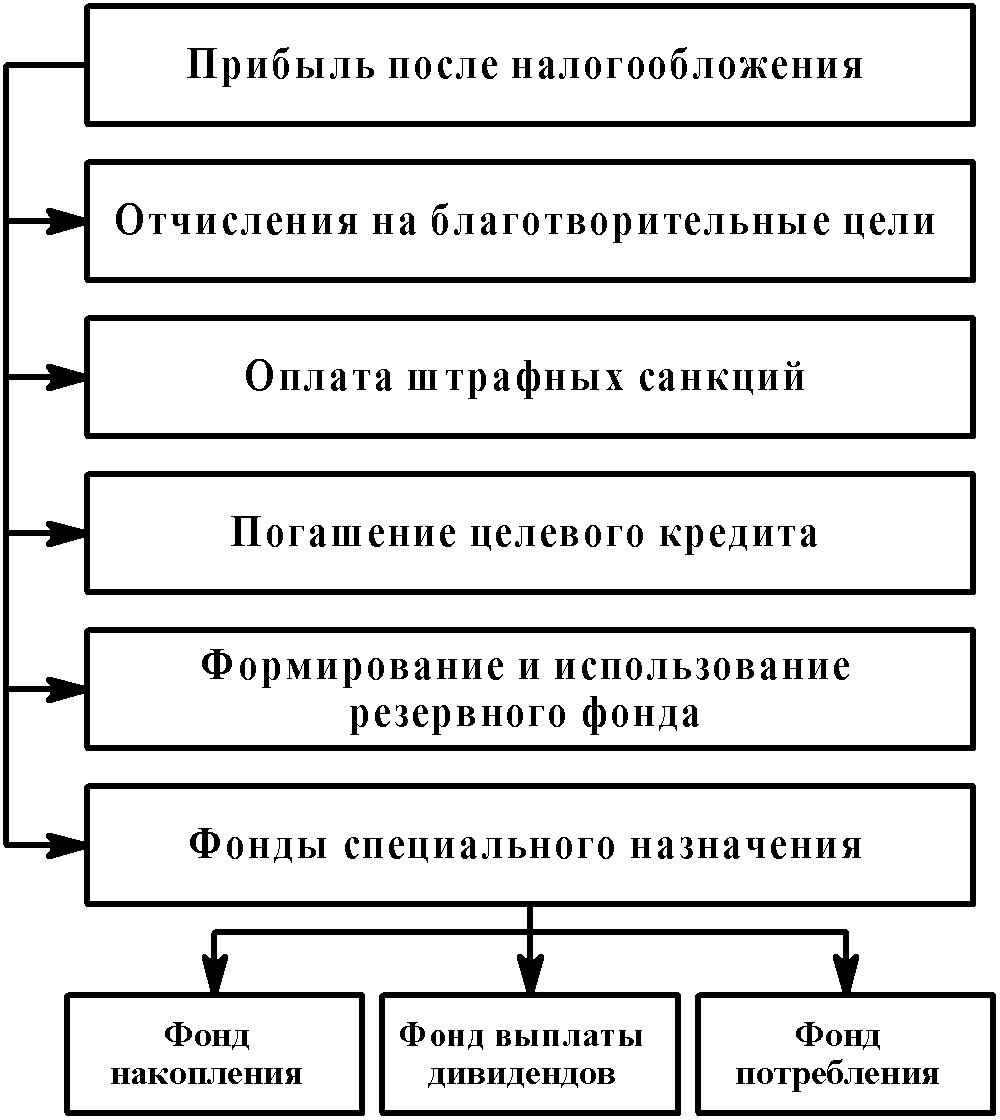 Прибыль после налогообложения
Отчисления на благотворительные цели
Оплата штрафных санкций
Погашение целевого кредита
Формирование и использование
резервного фонда
Фонды специального назначения
Фонд
накопления
Фонд выплаты
дивидендов
Фонд
потребления